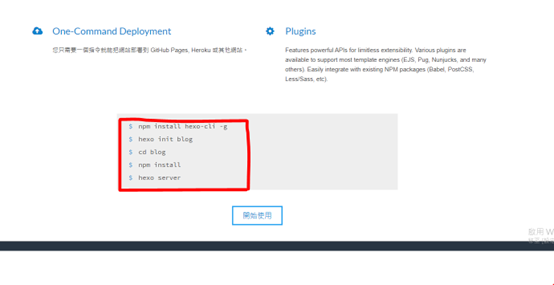 One-Command Deployment
您只需要一個指令就能把網站部署到 GitHub Pages, Heroku 或其他網站。
Plugins
Features powerful APIs for limitless extensibility. Various plugins are
available to support most template engines (EJS, Pug, Nunjucks, and many
others). Easily integrate with existing NPM packages (Babel, PostCSS,
Less/Sass, etc).
$ npm install hexo-cli -g
$ hexo init blog
$ cd blog
$ npm install
$ hexo server
開始使用
啟用 W